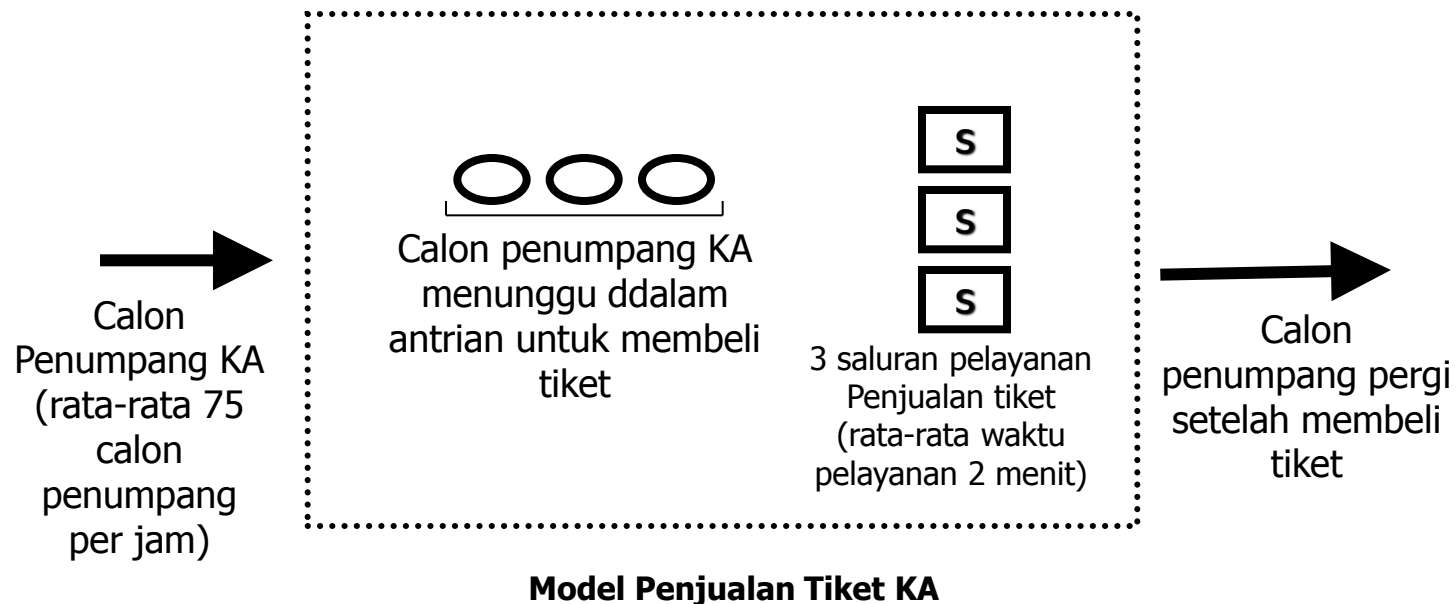 Calon
Penumpang KA
(rata-rata 75
calon
penumpang
per jam)
Calon penumpang KA
menunggu ddalam
antrian untuk membeli
tiket
S
S
S
3 saluran pelayanan
Penjualan tiket
(rata-rata waktu
pelayanan 2 menit)
Calon
penumpang pergi
setelah membeli
tiket
Model Penjualan Tiket KA